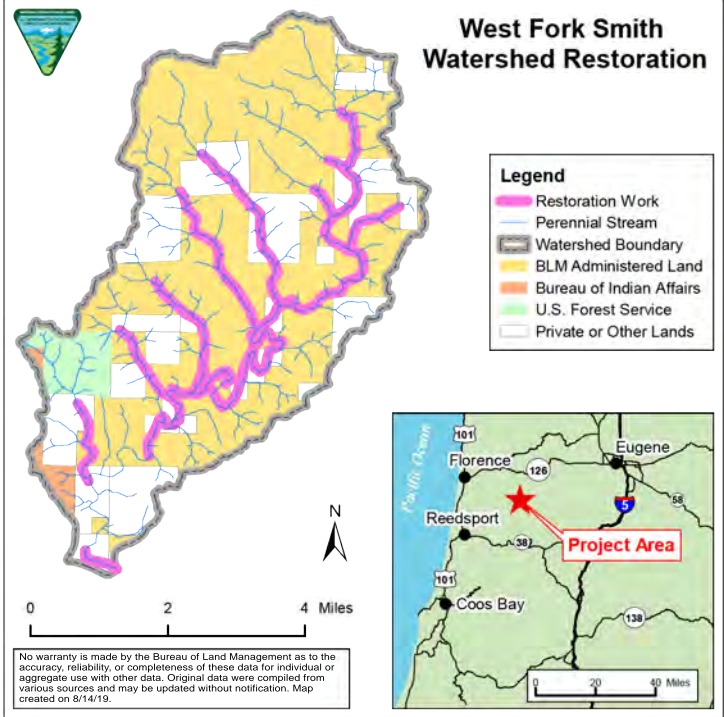 West Fork Smith
Watershed Restoration
Legend
Restoration Work
Perennial Stream
Watershed Boundary
BLM Administered Land
Bureau of Indian Affairs
U.S. Forest Service
Private or Other Lands
N
0 2 4 Miles
No warranty is made by the Bureau of Land Management as to the
accuracy, reliability, or completeness of these data for individual or
aggregate use with other data. Original data were compiled from
various sources and may be updated without notification. Map
created on 8/14/19.
Pacific Ocean
101
Eugene
Florence
126
58
5
Reedsport
38
Project Area
101
Coos Bay
138
0 20 40 Miles